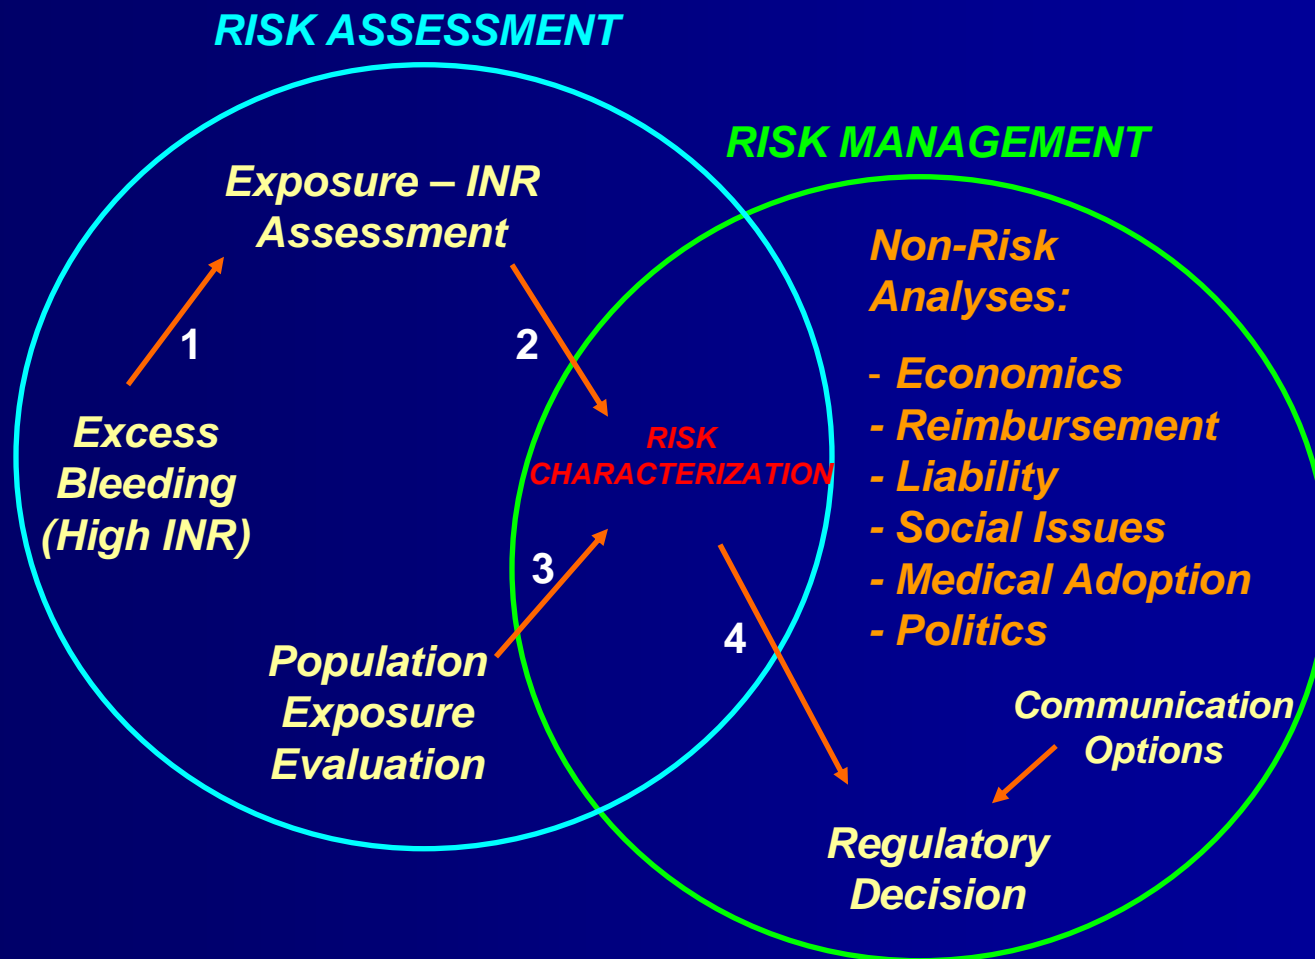 RISK ASSESSMENT
RISK MANAGEMENT
Exposure – INR
Assessment
1
2
Excess
Bleeding
(High INR)
RISK
CHARACTERIZATION
3
Population
Exposure
Evaluation
4
Non-Risk
Analyses:
- Economics
- Reimbursement
- Liability
- Social Issues
- Medical Adoption
- Politics
Communication
Options
Regulatory
Decision